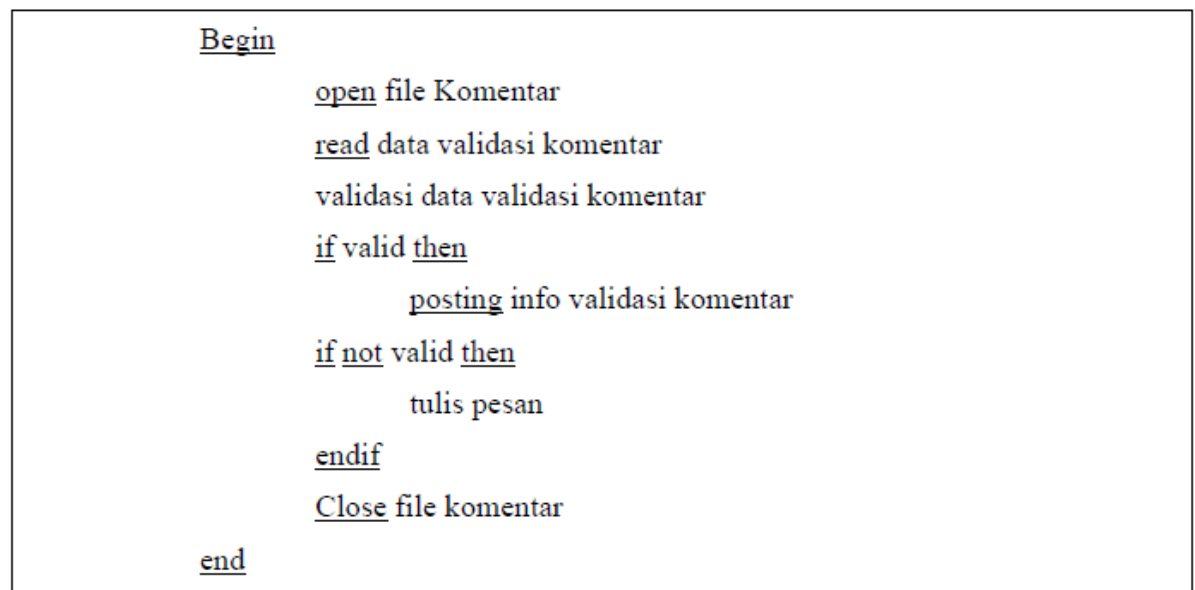 Begin
open file Komentar
read data validasi komentar
validasi data validasi komentar
if valid then
posting info validasi komentar
if not valid then
tulis pesan
endif
Close file komentar
end